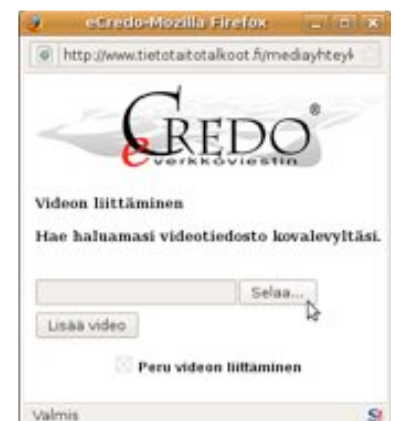 eCredo-Mozilla Firefox
http://www.tietotaitotalkoot.fi/mediayhteyk
eCREDO®
verkkoviestin
Videon liittäminen
Hae haluamasi videotiedosto kovalevyltäsi.
Selaa...
Lisää video
Peru videon liittäminen
Valmis